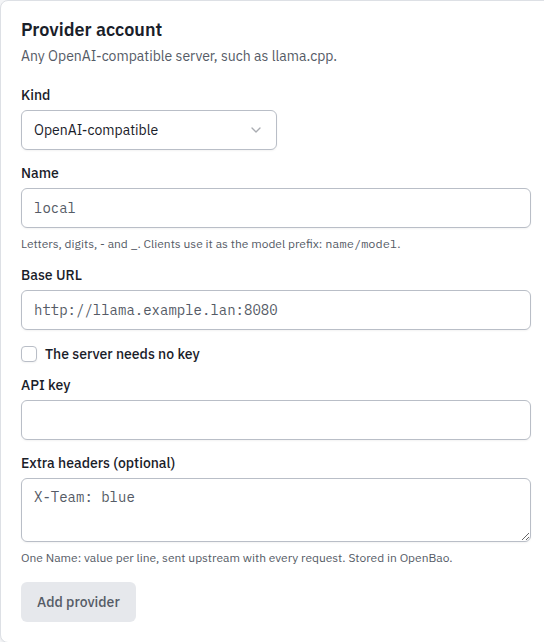 Provider account
Any OpenAI-compatible server, such as llama.cpp.
Kind
OpenAI-compatible
Name
local
Letters, digits, - and _. Clients use it as the model prefix: name/model.
Base URL
http://llama.example.lan:8080
The server needs no key
API key
Extra headers (optional)
X-Team: blue
One Name: value per line, sent upstream with every request. Stored in OpenBao.
Add provider